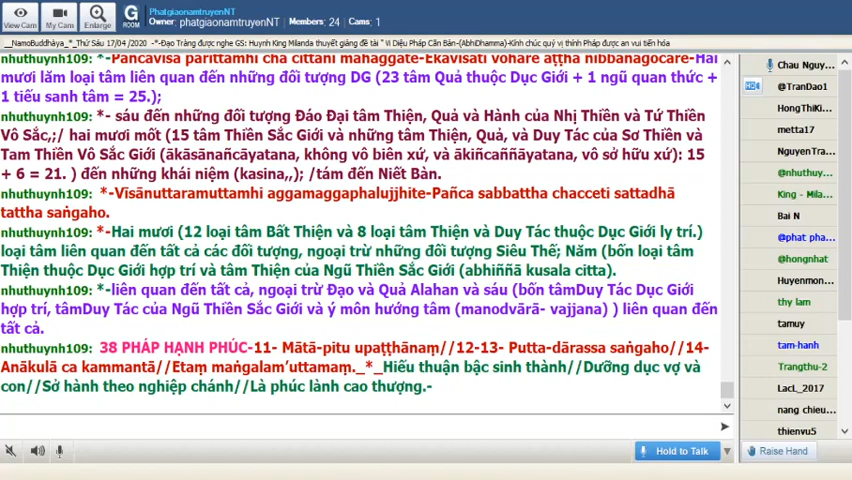 View Cam
My Cam
Enlarge
G
ROOM
PhatgiaonamtruyenNT
Owner: phatgiaonamtruyenNT | Members: 24 | Cams: 1
__NamoBuddhàya_*_Thứ Sáu 17/04 /2020 -*-Đạo Tràng được nghe GS: Huynh King Milanda thuyết giảng đề tài " Vi Diệu Pháp Căn Bản-(AbhiDhamma)-Kính chúc quý vị thính Pháp được an vui tiến hóa
nhuthuynh109: *-Pañcavīsa parittamhi cha cittāni mahaggate-Ekavīsati vohāre aṭṭha nibbānagocare-Hai
mươi lăm loại tâm liên quan đến những đối tượng DG (23 tâm Quả thuộc Dục Giới + 1 ngũ quan thức +
1 tiếu sanh tâm = 25.);
nhuthuynh109: *- sáu đến những đối tượng Đáo Đại tâm Thiện, Quả và Hành của Nhị Thiền và Tứ Thiền
Vô Sắc,;/ hai mươi mốt (15 tâm Thiền Sắc Giới và những tâm Thiện, Quả, và Duy Tác của Sơ Thiền và
Tam Thiền Vô Sắc Giới (ākāsānañcāyatana, không vô biên xứ, và ākiñcaññāyatana, vô sở hữu xứ): 15
+ 6 = 21. ) đến những khái niệm (kasina,,); /tám đến Niết Bàn.
nhuthuynh109: *-Vīsānuttaramuttamhi aggamaggaphalujjhite-Pañca sabbattha chacceti sattadhā
tattha saṅgaho.
nhuthuynh109: *-Hai mươi (12 loại tâm Bất Thiện và 8 loại tâm Thiện và Duy Tác thuộc Dục Giới ly trí.)
loại tâm liên quan đến tất cả các đối tượng, ngoại trừ những đối tượng Siêu Thế; Năm (bốn loại tâm
Thiện thuộc Dục Giới hợp trí và tâm Thiện của Ngũ Thiền Sắc Giới (abhiññā kusala citta).
nhuthuynh109: *-liên quan đến tất cả, ngoại trừ Đạo và Quả Alahan và sáu (bốn tâmDuy Tác Dục Giới
hợp trí, tâmDuy Tác của Ngũ Thiền Sắc Giới và ý môn hướng tâm (manodvārā- vajjana) ) liên quan đến
tất cả.
nhuthuynh109: 38 PHÁP HẠNH PHÚC-11- Mātā-pitu upaṭṭhānaṃ//12-13- Putta-dārassa saṅgaho//14-
Anākulā ca kammantā//Etaṃ maṅgalam'uttamaṃ._*_Hiếu thuận bậc sinh thành//Dưỡng dục vợ và
con//Sở hành theo nghiệp chánh//Là phúc lành cao thượng.-
Chau Nguy...
@TranDao1
HongThiKi...
metta17
NguyenTra...
@nhuthuy...
King - Mila...
Bai N
@phat pha...
@hongnhat
Huyenmon...
thy lam
tamuy
tam-hanh
Trangthu-2
LacL_2017
nang chieu...
thienvu5
Hold to Talk
Raise Hand